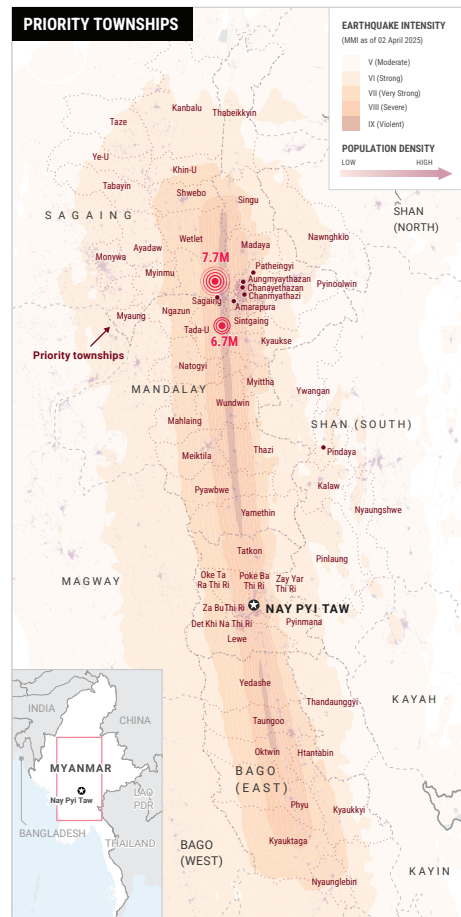 PRIORITY TOWNSHIPS
EARTHQUAKE INTENSITY
(MMI as of 02 April 2025)
V (Moderate)
VI (Strong)
VII (Very Strong)
VIII (Severe)
IX (Violent)
POPULATION DENSITY
LOW
HIGH
Kanbalu
Thabeikkyin
Taze
Ye-U
Khin-U
Tabayin
Shwebo
Singu
SHAN
(NORTH)
SAGAING
Wetlet
Nawnghkio
Ayadaw
Madaya
Monywa
7.7M
Patheingyi
Myinmu
Aungmyaythazan
Chanayethazan
Pyinoolwin
Chanmyathazi
Sagaing
Amarapura
Ngazun
Myaung
Sintgaing
Tada-U
6.7M
Kyaukse
Priority townships
Natogyi
Myittha
MANDALAY
Ywangan
Wundwin
Mahlaing
SHAN (SOUTH)
Thazi
Pindaya
Meiktila
Kalaw
Pyawbwe
Nyaungshwe
Yamethin
Tatkon
Pinlaung
Oke Ta
Ra Thi Ri
Poke Ba
Thi Ri
Zay Yar
Thi Ri
MAGWAY
Za Bu Thi Ri
NAY PYI TAW
Det Khi Na Thi Ri
Pyinmana
Lewe
Yedashe
Thandaunggyi
KAYAH
Taungoo
Oktwin
Htantabin
BAGO
(EAST)
Phyu
Kyaukkyi
Kyauktaga
BAGO
(WEST)
KAYIN
Nyaunglebin
INDIA
CHINA
MYANMAR
Nay Pyi Taw
LAO
PDR
BANGLADESH
THAILAND